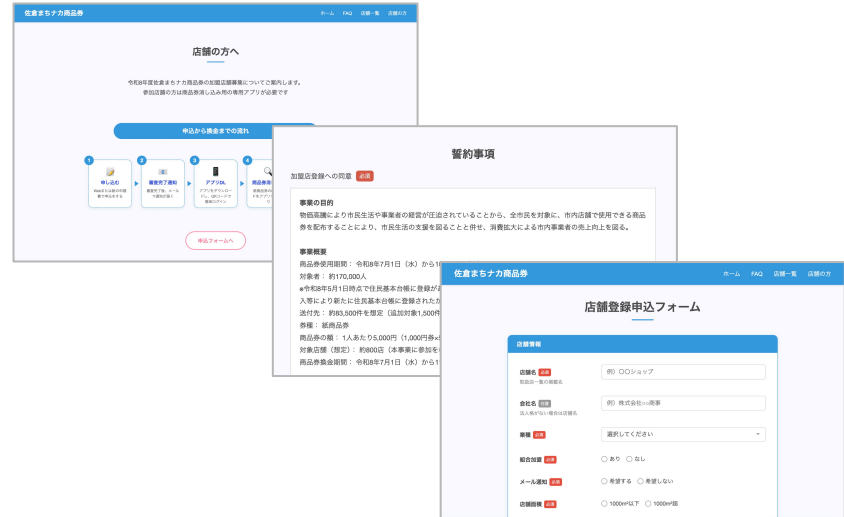 佐倉まちナカ商品券
ホーム FAQ 店舗一覧 店舗の方
店舗の方へ
令和8年度佐倉まちナカ商品券の加盟店舗募集についてご案内します。
参加店舗の方は商品券消し込み用の専用アプリが必要です
申込から換金までの流れ
1
申し込む
2
審査完了通知
3
アプリDL
4
申込フォームへ
誓約事項
加盟店登録への同意 必須
事業の目的
物価高騰により市民生活や事業者の経営が圧迫されていることから、全市民を対象に、市内店舗で使用できる商品
券を配布することにより、市民生活の支援を図ることと併せ、消費拡大による市内事業者の売上向上を図る。
事業概要
商品券使用期間： 令和8年7月1日（水）から
対象者： 約170,000人
※令和8年5月1日時点で住民基本台帳に登録が
入等により新たに住民基本台帳に登録された
送付先： 約83,500件を想定（追加対象1,500件
券種： 紙商品券
商品券の額： 1人あたり5,000円（1,000円券×
対象店舗（想定）： 約800店（本事業に参加を
商品券換金期間： 令和8年7月1日（水）から
佐倉まちナカ商品券
ホーム FAQ 店舗一覧 店舗の方
店舗登録申込フォーム
店舗情報
店舗名 必須
例）〇〇ショップ
取扱店一覧の掲載名
会社名 任意
例）株式会社○○商事
法人格がない場合は店舗名
業種 必須
選択してください
組合加盟 必須
あり なし
メール通知 必須
希望する 希望しない
店舗面積 必須
1000m²以下 1000m²超